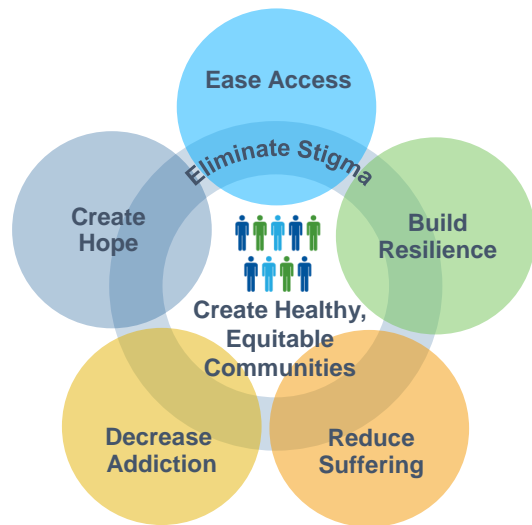 Ease Access
Eliminate Stigma
Create
Hope
Build
Resilience
Create Healthy,
Equitable
Communities
Decrease
Addiction
Reduce
Suffering